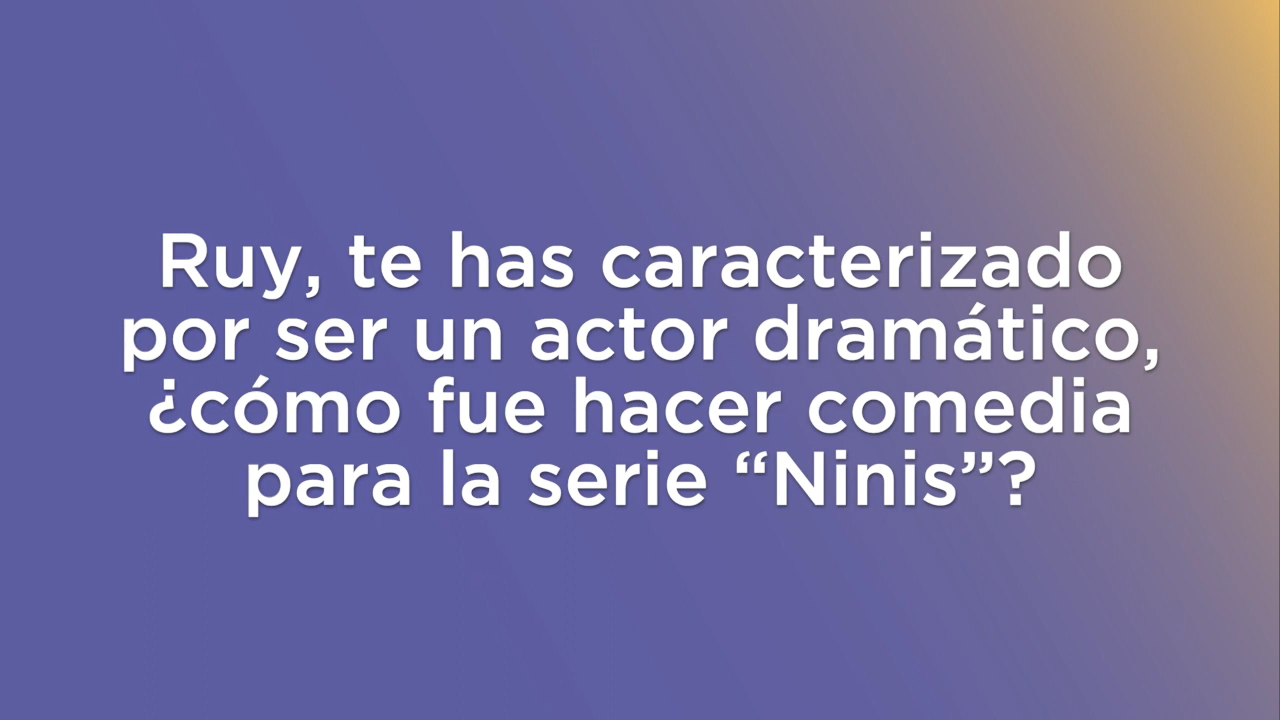 Ruy, te has caracterizado
por ser un actor dramático,
¿cómo fue hacer comedia
para la serie “Ninis”?